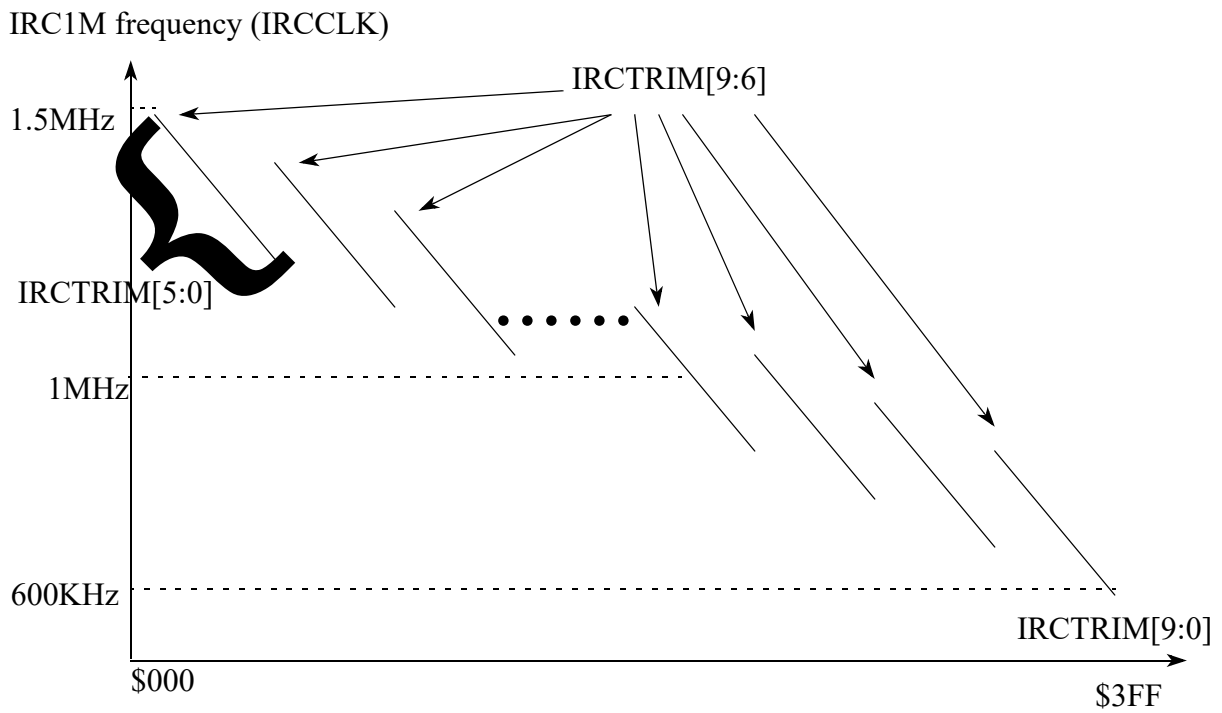 IRC1M frequency (IRCCLK)
IRCTRIM[9:6]
1.5MHz
IRCTRIM[5:0]
1MHz
600KHz
IRCTRIM[9:0]
$000
$3FF